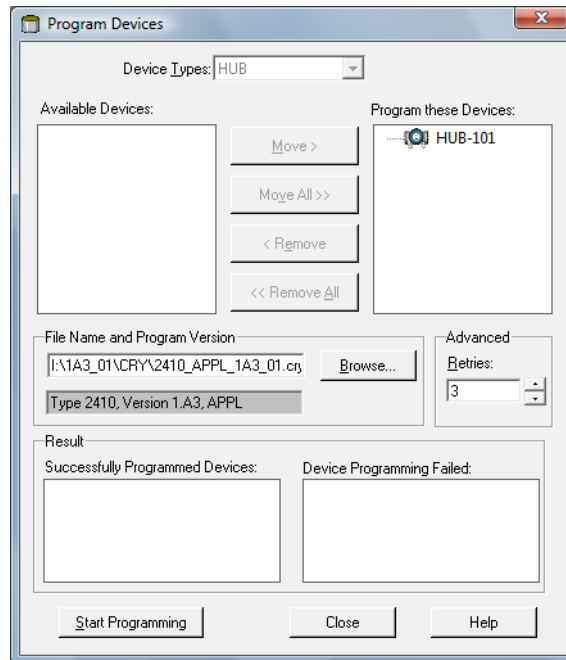 Program Devices
Device Types: HUB
Available Devices:
Program these Devices:
HUB-101
Move >
Move All >>
< Remove
<< Remove All
File Name and Program Version
I:\1A3_01\CRY\2410_APPL_1A3_01.cry
Browse...
Type 2410, Version 1.A3, APPL
Advanced
Retries:
3
Result
Successfully Programmed Devices:
Device Programming Failed:
Start Programming
Close
Help